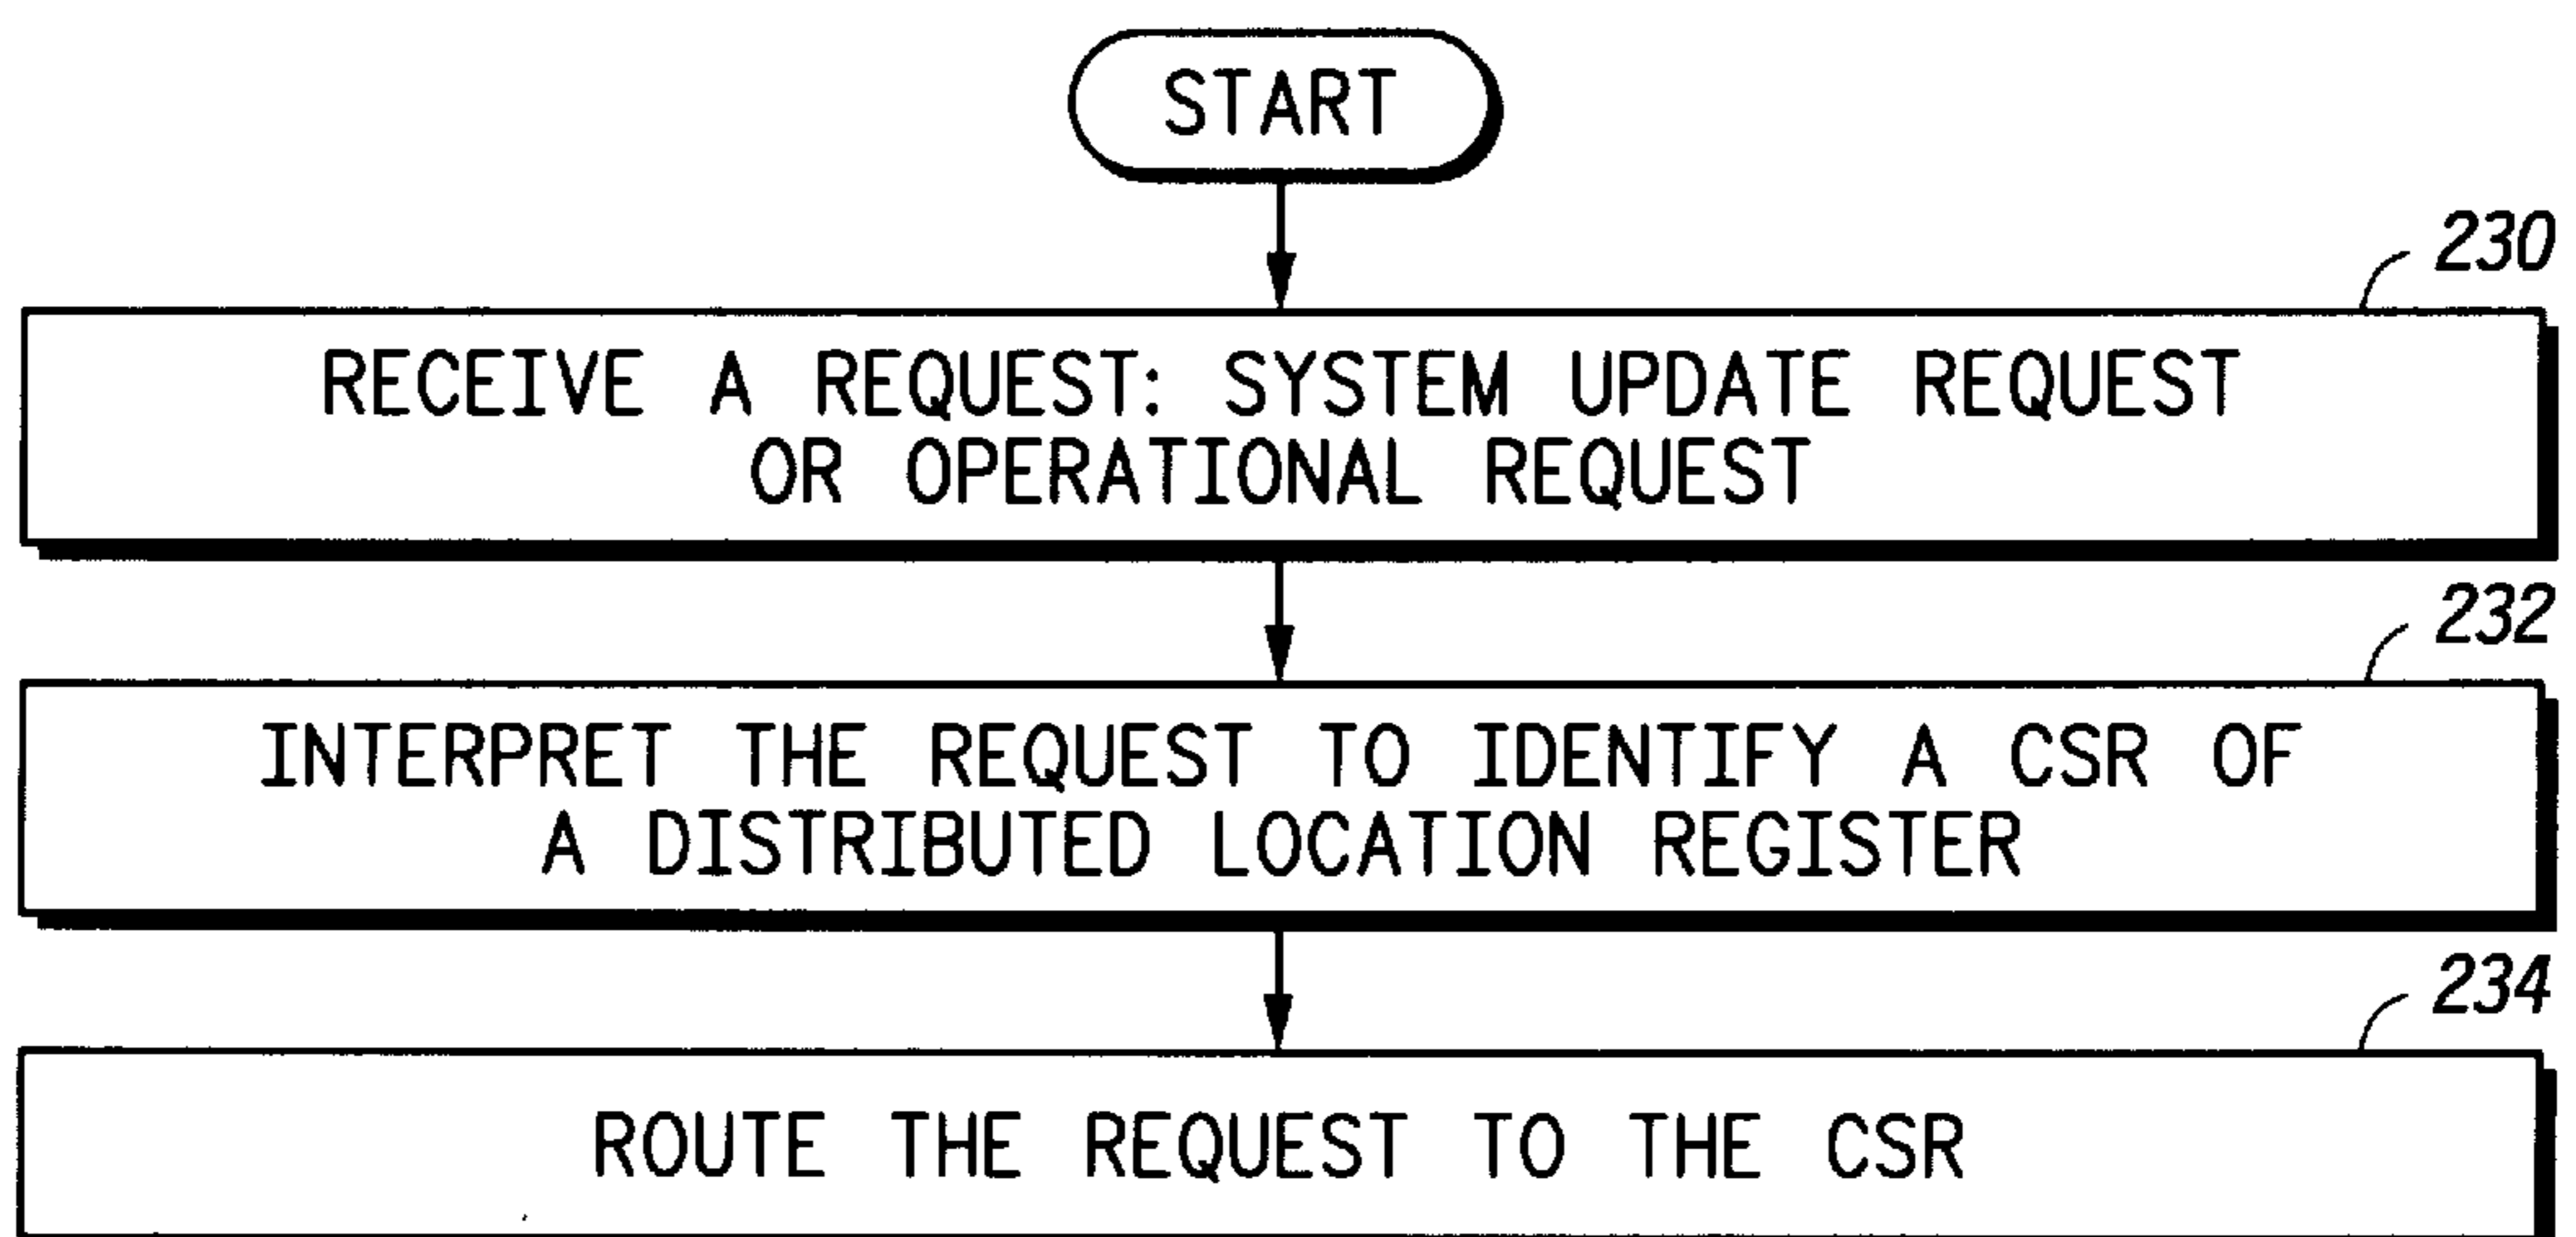 START
230
RECEIVE A REQUEST: SYSTEM UPDATE REQUEST
OR OPERATIONAL REQUEST
232
INTERPRET THE REQUEST TO IDENTIFY A CSR OF
A DISTRIBUTED LOCATION REGISTER
234
ROUTE THE REQUEST TO THE CSR